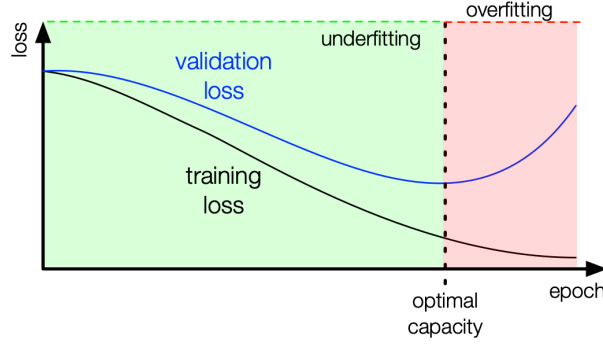 overfitting
loss
underfitting
validation
loss
training
loss
epoch
optimal
capacity